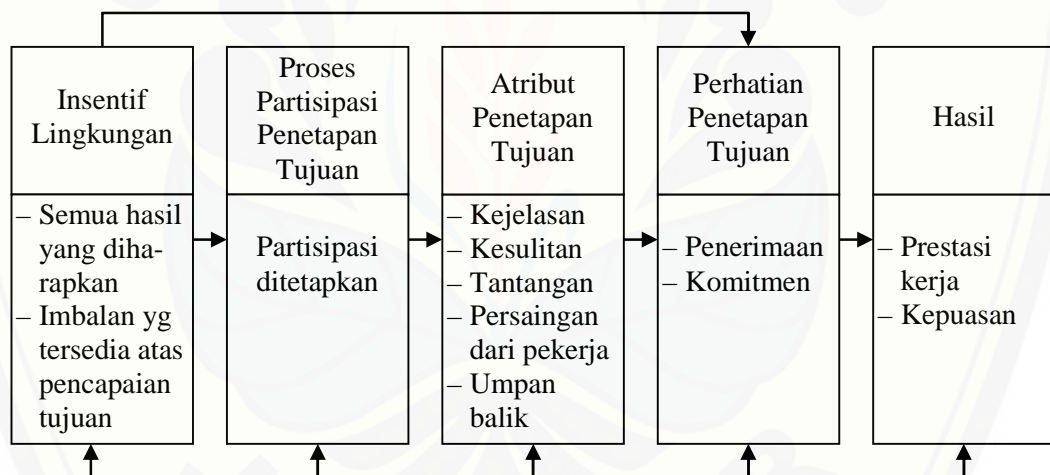 Insentif
Lingkungan
Proses
Partisipasi
Penetapan
Tujuan
Atribut
Penetapan
Tujuan
Perhatian
Penetapan
Tujuan
Hasil
– Semua hasil
yang diha-
rapkan
– Imbalan yg
tersedia atas
pencapaian
tujuan
Partisipasi
ditetapkan
– Kejelasan
– Kesulitan
– Tantangan
– Persaingan
dari pekerja
– Umpan
balik
– Penerimaan
– Komitmen
– Prestasi
kerja
– Kepuasan